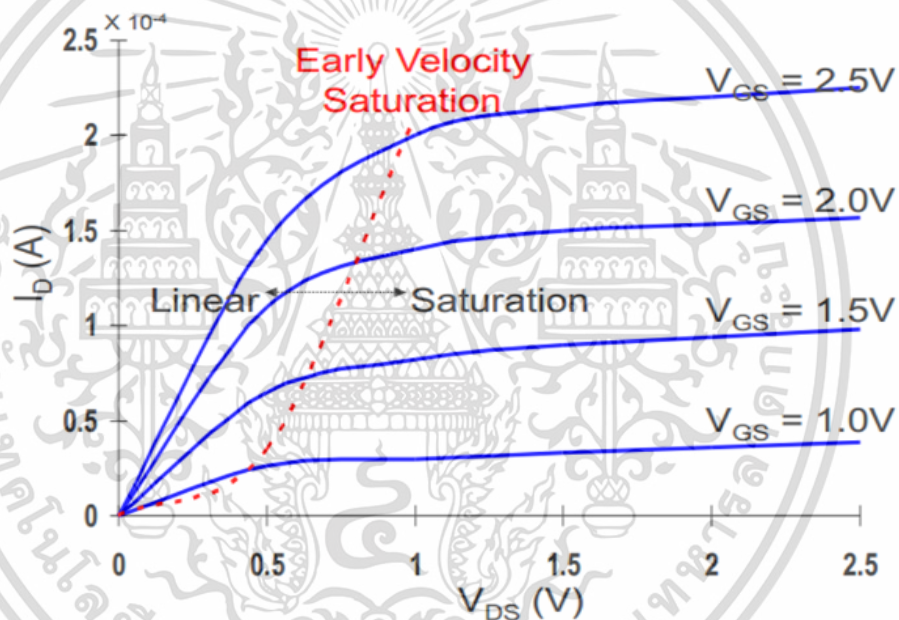 X 10⁻⁴
2.5
2
1.5
1
0.5
0
I_D (A)
Early Velocity
Saturation
V_GS = 2.5V
V_GS = 2.0V
Linear
Saturation
V_GS = 1.5V
V_GS = 1.0V
0 0.5 1 1.5 2 2.5
V_DS (V)